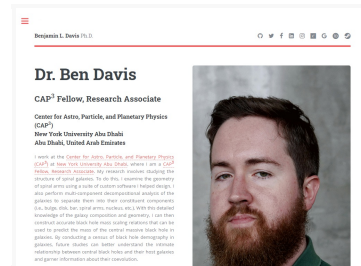 Benjamin L. Davis Ph.D.
Dr. Ben Davis
CAP³ Fellow, Research Associate
Center for Astro, Particle, and Planetary Physics
(CAP³)
New York University Abu Dhabi
Abu Dhabi, United Arab Emirates
I work at the Center for Astro, Particle, and Planetary Physics
(CAP³) at New York University Abu Dhabi, where I am a CAP³
Fellow, Research Associate. My research involves studying the
structure of spiral galaxies. To do this, I examine the geometry
of spiral arms using a suite of custom software I helped design. I
also perform multi-component decompositional analysis of the
galaxies to separate them into their constituent components
(i.e., bulge, disk, bar, spiral arms, nucleus, etc.). With this detailed
knowledge of the galaxy composition and geometry, I can then
construct accurate black hole mass scaling relations that can be
used to predict the mass of the central massive black hole in
galaxies. By conducting a census of black hole demography in
galaxies, future studies can better understand the intimate
relationship between central black holes and their host galaxies
and garner information about their coevolution.